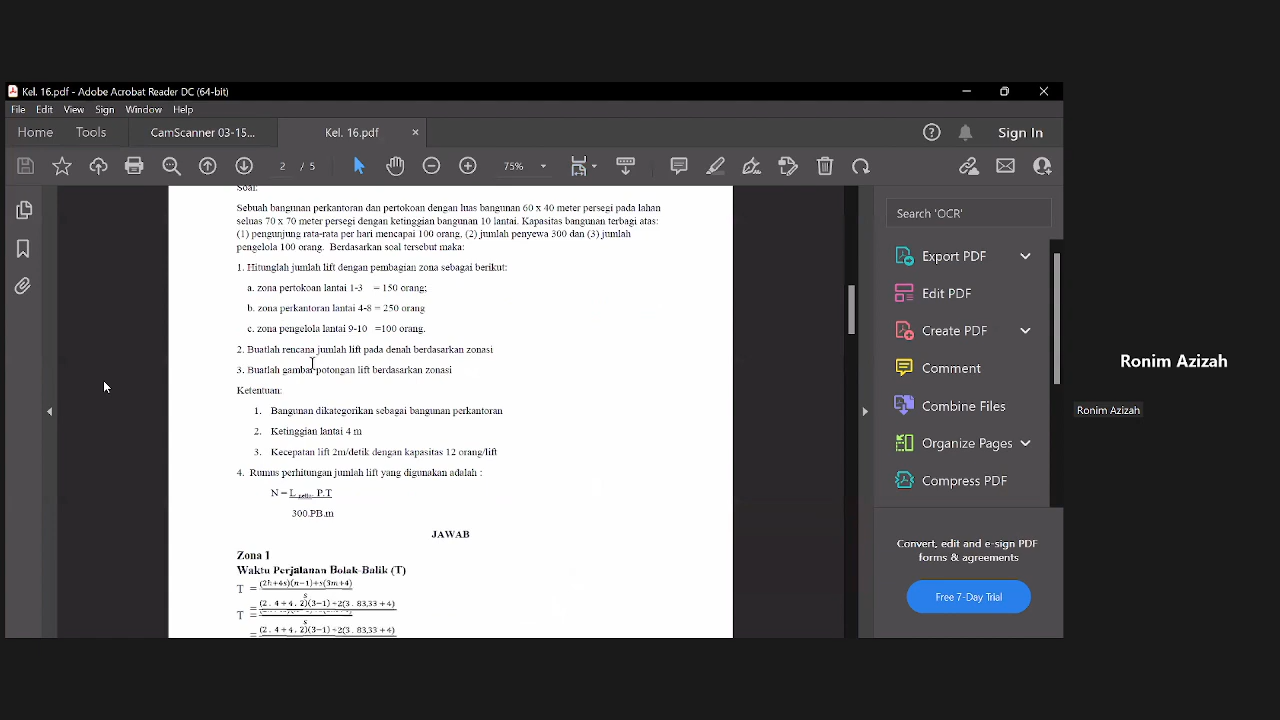 Kel. 16.pdf - Adobe Acrobat Reader DC (64-bit)
File Edit View Sign Window Help
Home Tools CamScanner 03-15... Kel. 16.pdf × Sign In
2 / 5 75%
Soal:
Sebuah bangunan perkantoran dan pertokoan dengan luas bangunan 60 x 40 meter persegi pada lahan
seluas 70 x 70 meter persegi dengan ketinggian bangunan 10 lantai. Kapasitas bangunan terbagi atas:
(1) pengunjung rata-rata per hari mencapai 100 orang, (2) jumlah penyewa 300 dan (3) jumlah
pengelola 100 orang. Berdasarkan soal tersebut maka:
1. Hitunglah jumlah lift dengan pembagian zona sebagai berikut:
a. zona pertokoan lantai 1-3 = 150 orang;
b. zona perkantoran lantai 4-8 = 250 orang
c. zona pengelola lantai 9-10 =100 orang.
2. Buatlah rencana jumlah lift pada denah berdasarkan zonasi
3. Buatlah gambar potongan lift berdasarkan zonasi
Ketentuan:
1. Bangunan dikategorikan sebagai bangunan perkantoran
2. Ketinggian lantai 4 m
3. Kecepatan lift 2m/detik dengan kapasitas 12 orang/lift
4. Rumus perhitungan jumlah lift yang digunakan adalah :
N = L netto. P.T
300.PB.m
JAWAB
Zona 1
Waktu Perjalanan Bolak-Balik (T)
T = (2h+4s)(n−1)+s(3m+4)
s
= (2 . 4+4 . 2)(3−1)+2(3 . 83,33 +4)
T =
s
= (2 . 4+4 . 2)(3−1)+2(3 . 83,33 +4)
Search 'OCR'
Export PDF
Edit PDF
Create PDF
Comment
Combine Files
Organize Pages
Compress PDF
Convert, edit and e-sign PDF
forms & agreements
Free 7-Day Trial
Ronim Azizah
Ronim Azizah